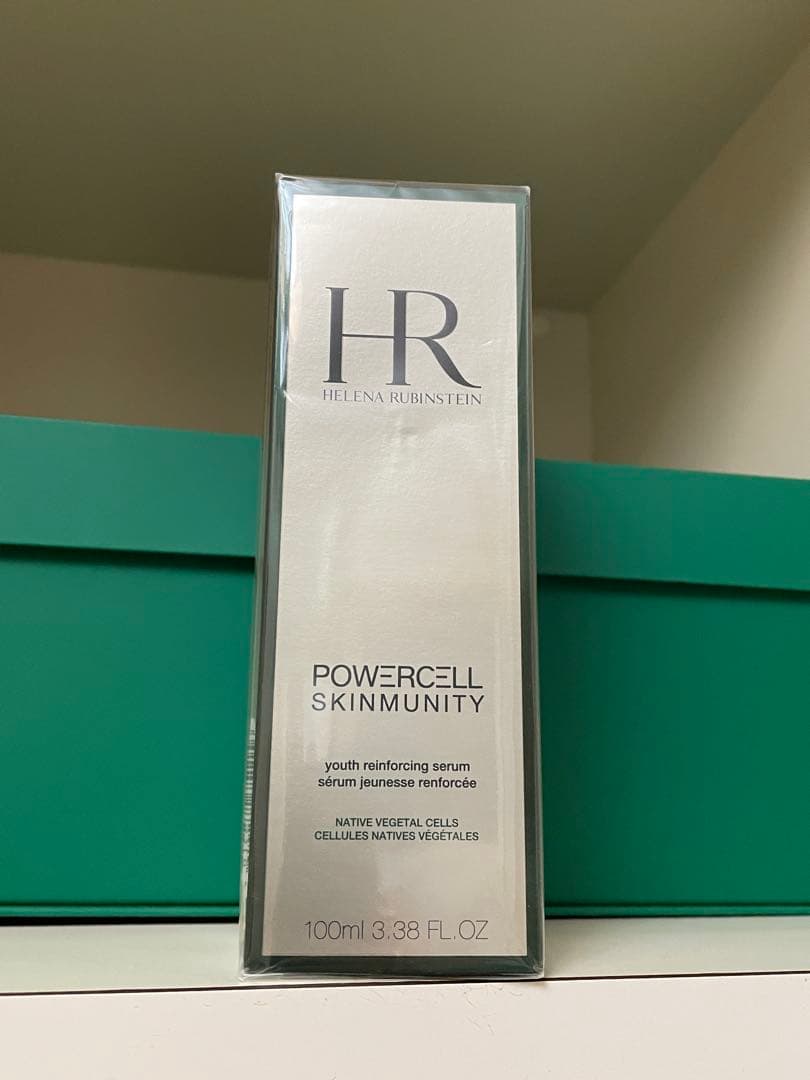 HR
HELENA RUBINSTEIN
POWERCELL
SKINMUNITY
youth reinforcing serum
sérum jeunesse renforcée
NATIVE VEGETAL CELLS
CELLULES NATIVES VÉGÉTALES
100ml 3.38 FL.OZ